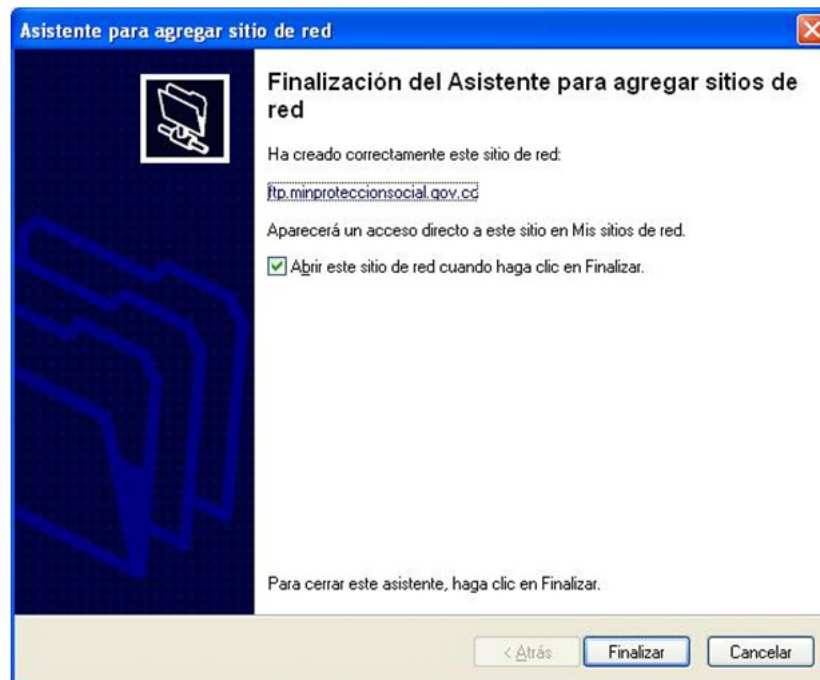 Asistente para agregar sitio de red
Finalización del Asistente para agregar sitios de
red
Ha creado correctamente este sitio de red:
ftp.minproteccionsocial.gov.co
Aparecerá un acceso directo a este sitio en Mis sitios de red.
Abrir este sitio de red cuando haga clic en Finalizar.
Para cerrar este asistente, haga clic en Finalizar.
< Atrás Finalizar Cancelar